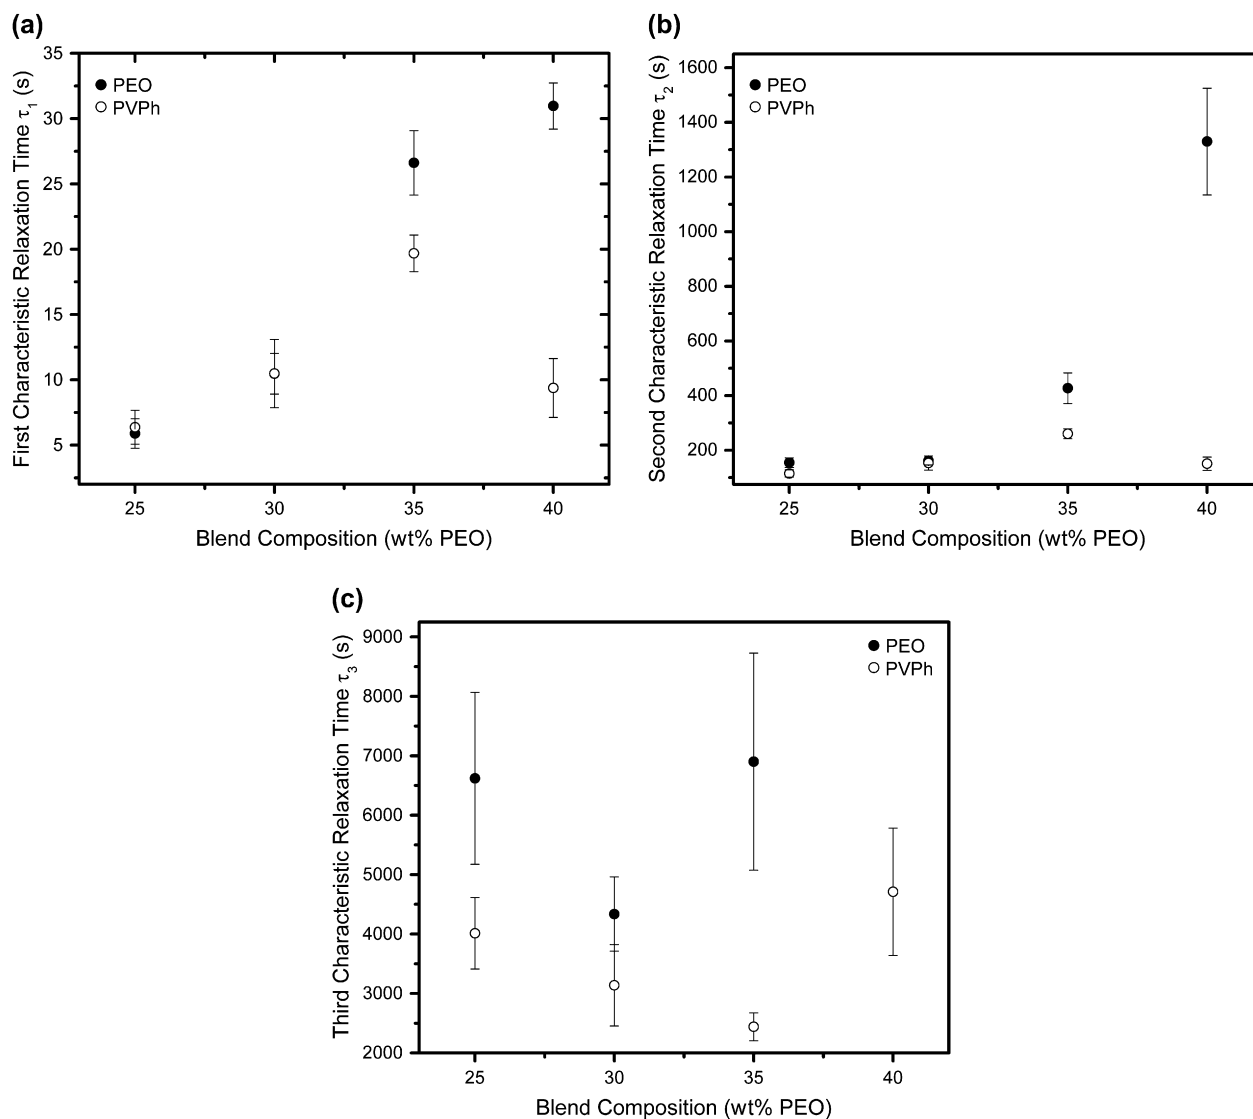 (a)
First Characteristic Relaxation Time τ1 (s)
35
30
25
20
15
10
5
PEO
PVPh
25
30
35
40
Blend Composition (wt% PEO)
(b)
Second Characteristic Relaxation Time τ2 (s)
1600
1400
1200
1000
800
600
400
200
PEO
PVPh
25
30
35
40
Blend Composition (wt% PEO)
(c)
Third Characteristic Relaxation Time τ3 (s)
9000
8000
7000
6000
5000
4000
3000
2000
PEO
PVPh
25
30
35
40
Blend Composition (wt% PEO)